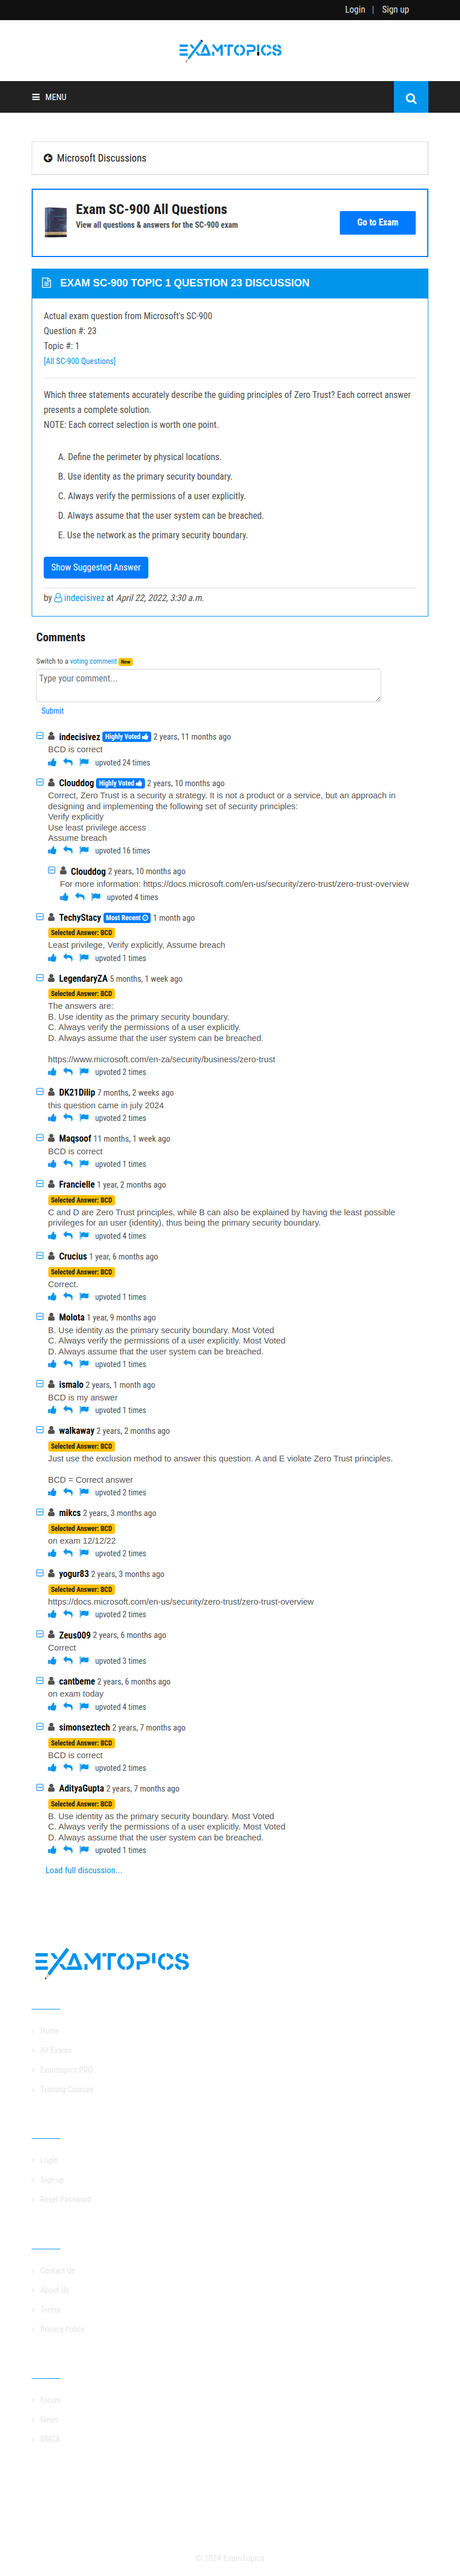 Login | Sign up
EXAMTOPICS
MENU
Microsoft Discussions
Exam SC-900 All Questions
View all questions & answers for the SC-900 exam
Go to Exam
EXAM SC-900 TOPIC 1 QUESTION 23 DISCUSSION
Actual exam question from Microsoft's SC-900
Question #: 23
Topic #: 1
[All SC-900 Questions]
Which three statements accurately describe the guiding principles of Zero Trust? Each correct answer
presents a complete solution.
NOTE: Each correct selection is worth one point.
A. Define the perimeter by physical locations.
B. Use identity as the primary security boundary.
C. Always verify the permissions of a user explicitly.
D. Always assume that the user system can be breached.
E. Use the network as the primary security boundary.
Show Suggested Answer
by indecisivez at April 22, 2022, 3:30 a.m.
Comments
Switch to a voting comment New
Type your comment...
Submit
indecisivez Highly Voted 2 years, 11 months ago
BCD is correct
upvoted 24 times
Clouddog Highly Voted 2 years, 10 months ago
Correct, Zero Trust is a security a strategy. It is not a product or a service, but an approach in
designing and implementing the following set of security principles:
Verify explicitly
Use least privilege access
Assume breach
upvoted 16 times
Clouddog 2 years, 10 months ago
For more information: https://docs.microsoft.com/en-us/security/zero-trust/zero-trust-overview
upvoted 4 times
TechyStacy Most Recent 1 month ago
Selected Answer: BCD
Least privilege, Verify explicitly, Assume breach
upvoted 1 times
LegendaryZA 5 months, 1 week ago
Selected Answer: BCD
The answers are:
B. Use identity as the primary security boundary.
C. Always verify the permissions of a user explicitly.
D. Always assume that the user system can be breached.
https://www.microsoft.com/en-za/security/business/zero-trust
upvoted 2 times
DK21Dilip 7 months, 2 weeks ago
this question came in july 2024
upvoted 2 times
Maqsoof 11 months, 1 week ago
BCD is correct
upvoted 1 times
Francielle 1 year, 2 months ago
Selected Answer: BCD
C and D are Zero Trust principles, while B can also be explained by having the least possible
privileges for an user (identity), thus being the primary security boundary.
upvoted 4 times
Crucius 1 year, 6 months ago
Selected Answer: BCD
Correct.
upvoted 1 times
Molota 1 year, 9 months ago
B. Use identity as the primary security boundary. Most Voted
C. Always verify the permissions of a user explicitly. Most Voted
D. Always assume that the user system can be breached.
upvoted 1 times
ismalo 2 years, 1 month ago
BCD is my answer
upvoted 1 times
walkaway 2 years, 2 months ago
Selected Answer: BCD
Just use the exclusion method to answer this question. A and E violate Zero Trust principles.
BCD = Correct answer
upvoted 2 times
mikcs 2 years, 3 months ago
Selected Answer: BCD
on exam 12/12/22
upvoted 2 times
yogur83 2 years, 3 months ago
Selected Answer: BCD
https://docs.microsoft.com/en-us/security/zero-trust/zero-trust-overview
upvoted 2 times
Zeus009 2 years, 6 months ago
Correct
upvoted 3 times
cantbeme 2 years, 6 months ago
on exam today
upvoted 4 times
simonseztech 2 years, 7 months ago
Selected Answer: BCD
BCD is correct
upvoted 2 times
AdityaGupta 2 years, 7 months ago
Selected Answer: BCD
B. Use identity as the primary security boundary. Most Voted
C. Always verify the permissions of a user explicitly. Most Voted
D. Always assume that the user system can be breached.
upvoted 1 times
Load full discussion...
EXAMTOPICS
Home
All Exams
Examtopics PRO
Training Courses
Login
Sign up
Reset Password
Contact Us
About Us
Terms
Privacy Policy
Forum
News
DMCA
© 2024 ExamTopics